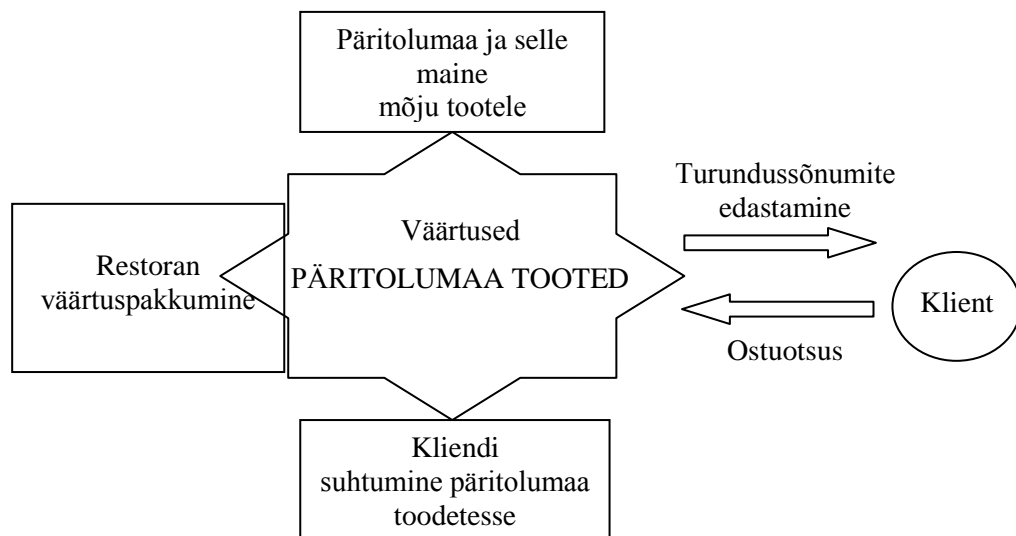 Päritolumaa ja selle
maine
mõju tootele
Turundussõnumite
edastamine
Väärtused
PÄRITOLUMAA TOOTED
Restoran
väärtuspakkumine
Klient
Ostuotsus
Kliendi
suhtumine päritolumaa
toodetesse